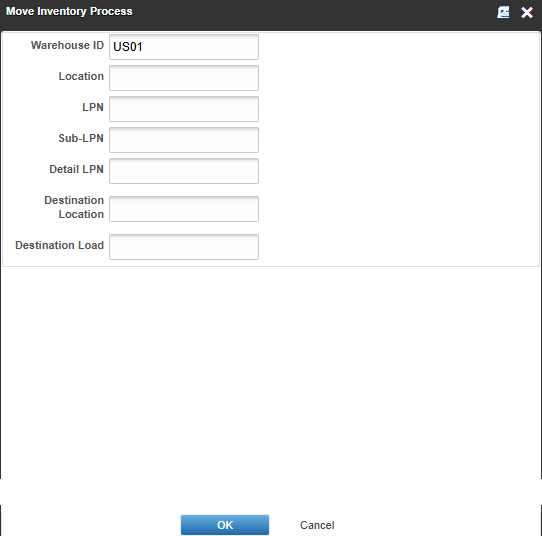 Move Inventory Process
Warehouse ID US01
Location
LPN
Sub-LPN
Detail LPN
Destination
Location
Destination Load
OK Cancel